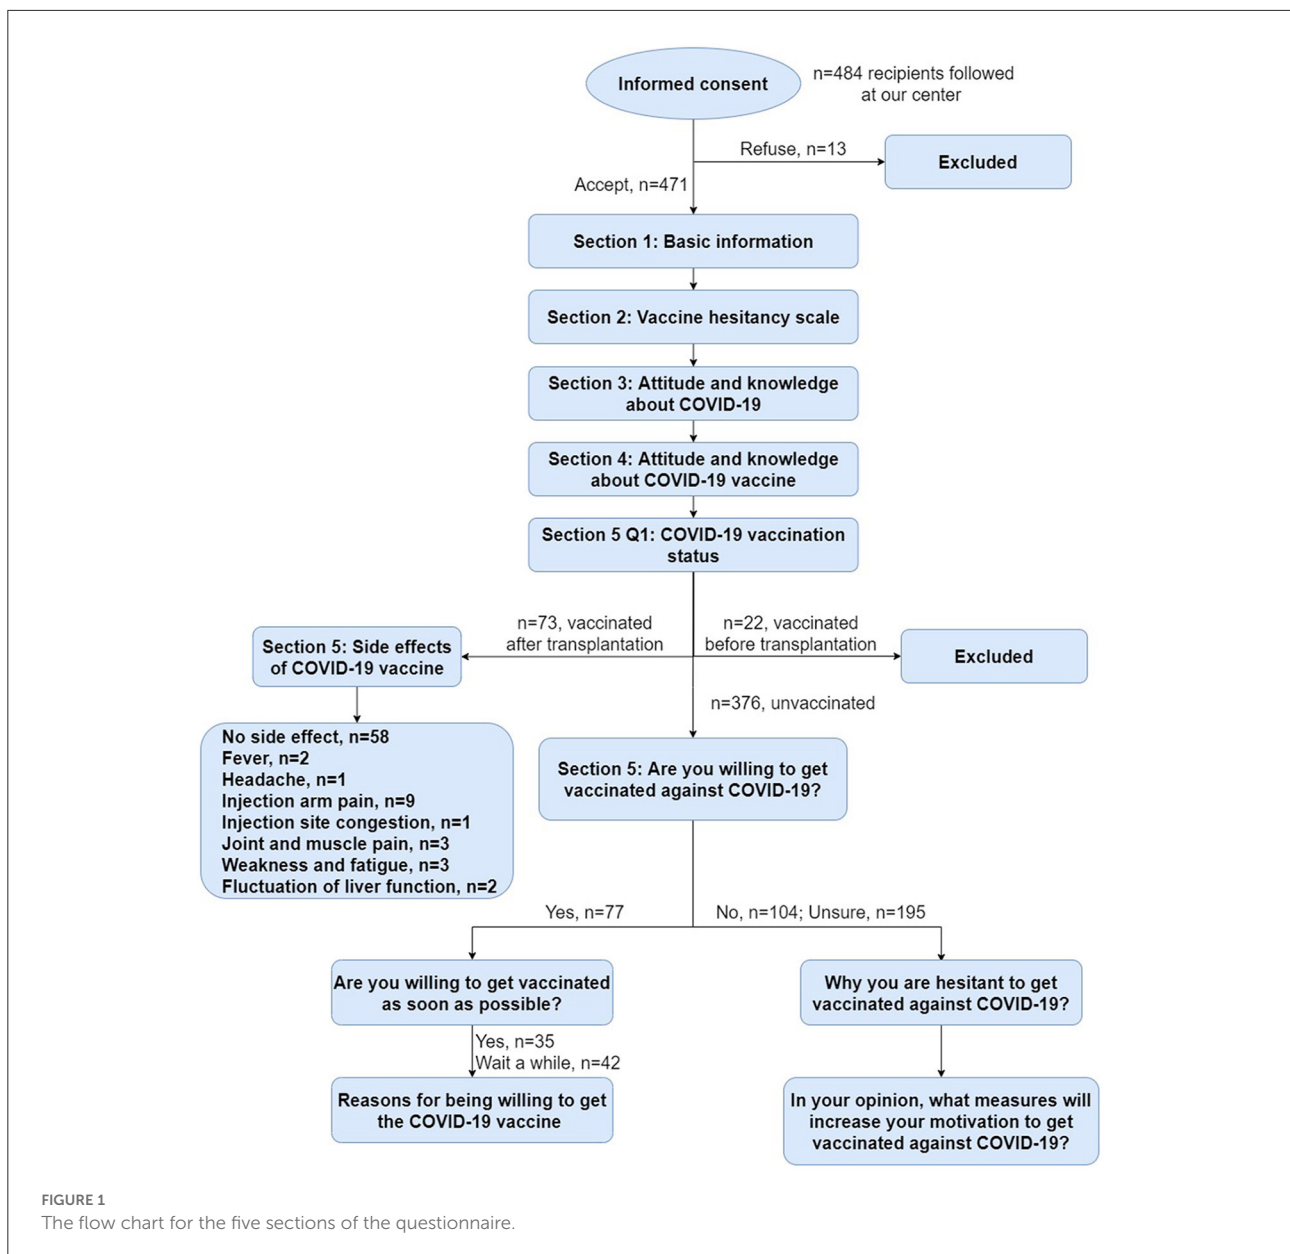 Informed consent
n=484 recipients followed
at our center
Refuse, n=13
Excluded
Accept, n=471
Section 1: Basic information
Section 2: Vaccine hesitancy scale
Section 3: Attitude and knowledge
about COVID-19
Section 4: Attitude and knowledge
about COVID-19 vaccine
Section 5 Q1: COVID-19 vaccination
status
n=73, vaccinated
after transplantation
n=22, vaccinated
before transplantation
Section 5: Side effects
of COVID-19 vaccine
Excluded
n=376, unvaccinated
No side effect, n=58
Fever, n=2
Headache, n=1
Injection arm pain, n=9
Injection site congestion, n=1
Joint and muscle pain, n=3
Weakness and fatigue, n=3
Fluctuation of liver function, n=2
Section 5: Are you willing to get
vaccinated against COVID-19?
Yes, n=77
No, n=104; Unsure, n=195
Are you willing to get vaccinated
as soon as possible?
Why you are hesitant to get
vaccinated against COVID-19?
Yes, n=35
Wait a while, n=42
Reasons for being willing to get
the COVID-19 vaccine
In your opinion, what measures will
increase your motivation to get
vaccinated against COVID-19?
FIGURE 1
The flow chart for the five sections of the questionnaire.